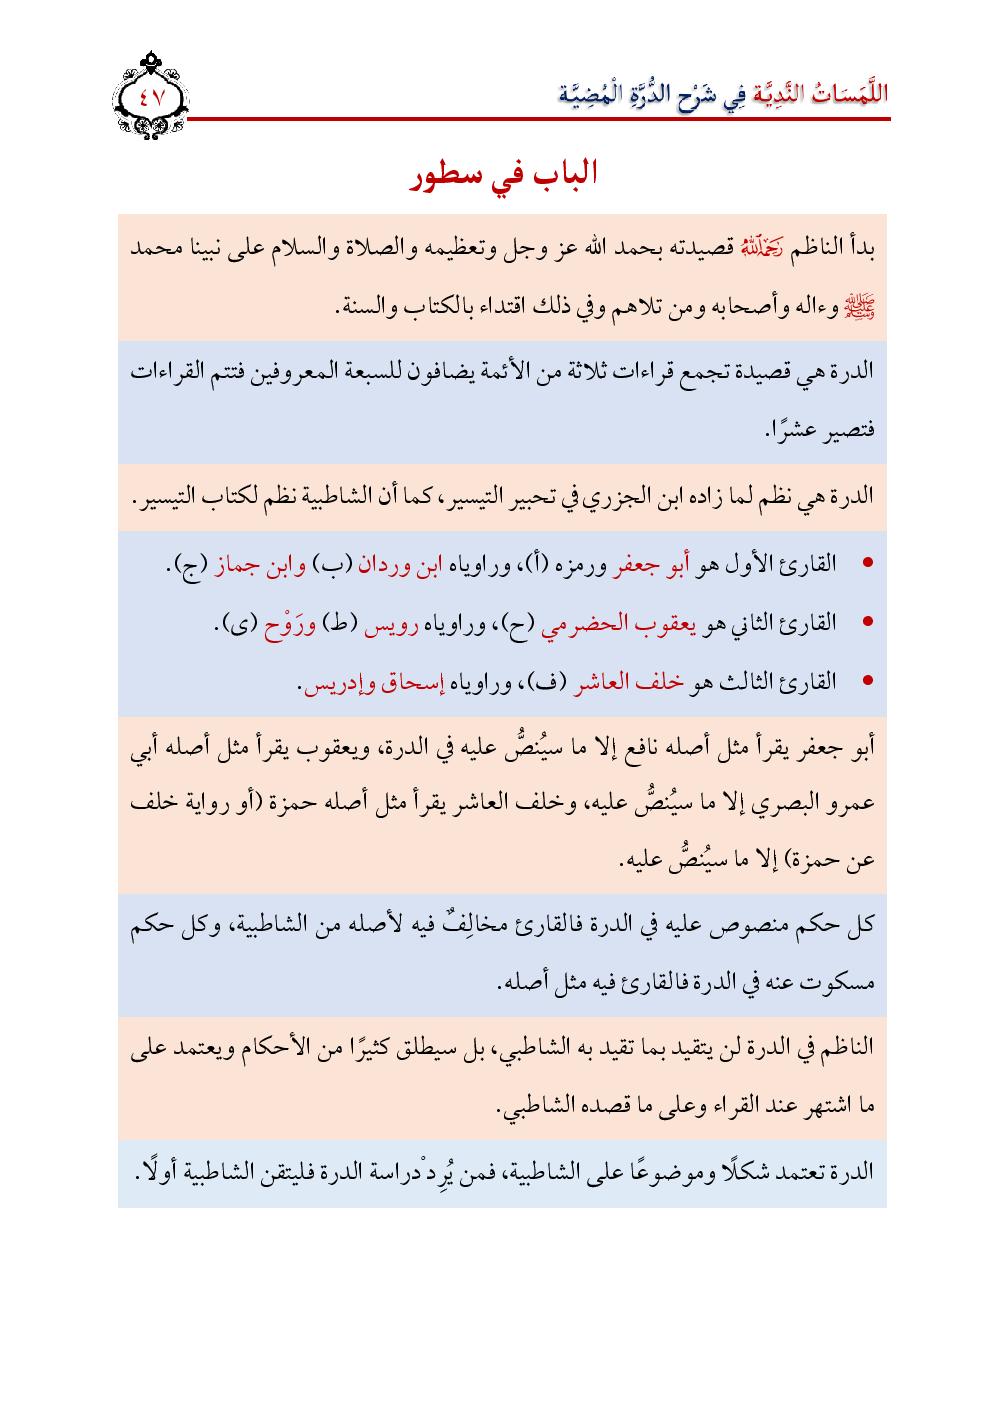 اللَّمَسَاتُ النَّدِيَّة فِي شَرْح الدُّرَّةِ الْمُضِيَّة
٤٧
الباب في سطور
بدأ الناظم رَحِمَهُ ٱللَّهُ قصيدته بحمد الله عز وجل وتعظيمه والصلاة والسلام على نبينا محمد
ﷺ وءاله وأصحابه ومن تلاهم وفي ذلك اقتداء بالكتاب والسنة.
الدرة هي قصيدة تجمع قراءات ثلاثة من الأئمة يضافون للسبعة المعروفين فتتم القراءات
فتصير عشرًا.
الدرة هي نظم لما زاده ابن الجزري في تحبير التيسير، كما أن الشاطبية نظم لكتاب التيسير.
• القارئ الأول هو أبو جعفر ورمزه (أ)، وراوياه ابن وردان (ب) وابن جماز (ج).
• القارئ الثاني هو يعقوب الحضرمي (ح)، وراوياه رويس (ط) ورَوْح (ى).
• القارئ الثالث هو خلف العاشر (ف)، وراوياه إسحاق وإدريس.
أبو جعفر يقرأ مثل أصله نافع إلا ما سيُنصُّ عليه في الدرة، ويعقوب يقرأ مثل أصله أبي
عمرو البصري إلا ما سيُنصُّ عليه، وخلف العاشر يقرأ مثل أصله حمزة (أو رواية خلف
عن حمزة) إلا ما سيُنصُّ عليه.
كل حكم منصوص عليه في الدرة فالقارئ مخالِفٌ فيه لأصله من الشاطبية، وكل حكم
مسكوت عنه في الدرة فالقارئ فيه مثل أصله.
الناظم في الدرة لن يتقيد بما تقيد به الشاطبي، بل سيطلق كثيرًا من الأحكام ويعتمد على
ما اشتهر عند القراء وعلى ما قصده الشاطبي.
الدرة تعتمد شكلًا وموضوعًا على الشاطبية، فمن يُرِدْ دراسة الدرة فليتقن الشاطبية أولًا.